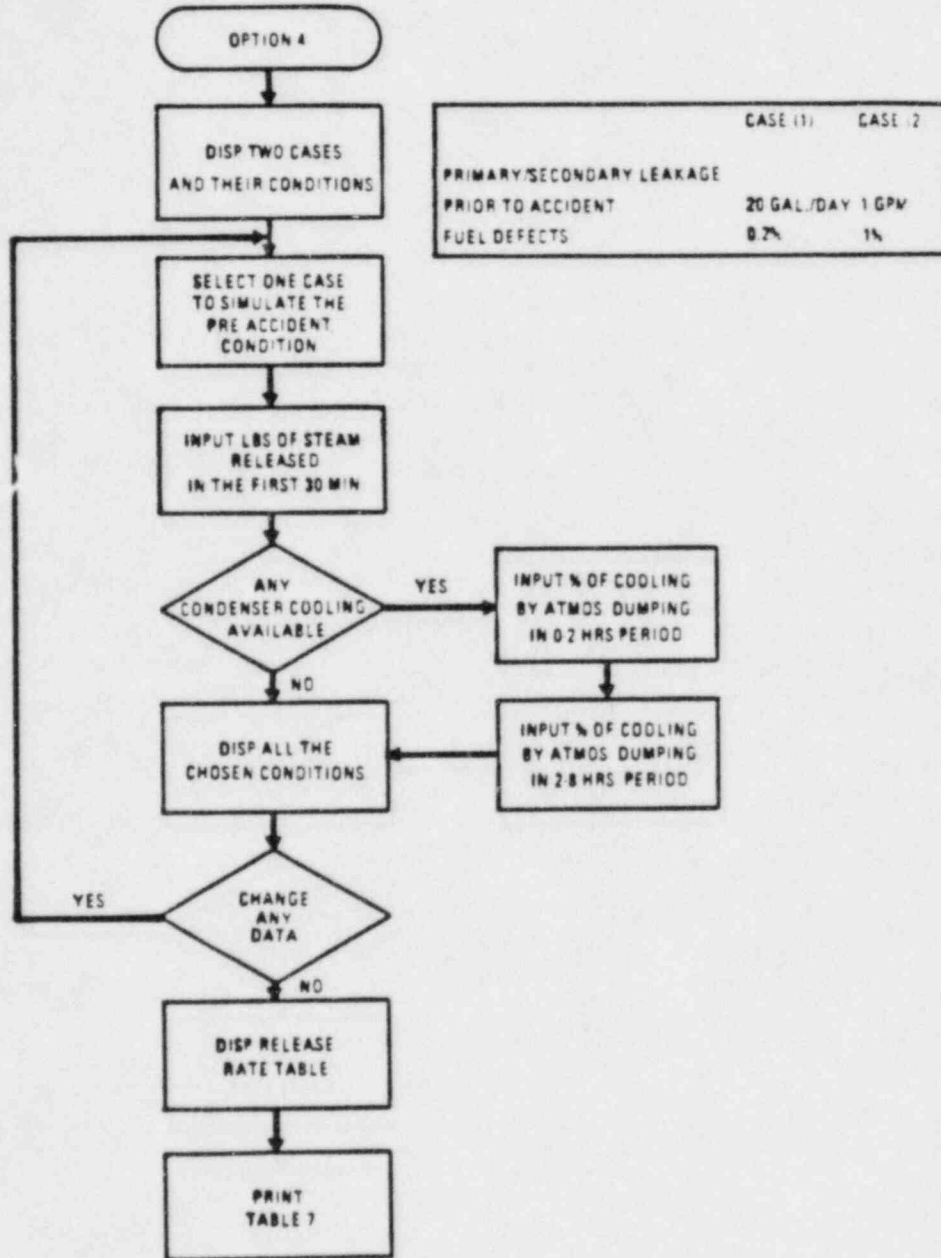 OPTION 4
DISP TWO CASES
AND THEIR CONDITIONS
CASE (1) CASE (2
PRIMARY/SECONDARY LEAKAGE
PRIOR TO ACCIDENT 20 GAL./DAY 1 GPM
FUEL DEFECTS 0.2% 1%
SELECT ONE CASE
TO SIMULATE THE
PRE ACCIDENT
CONDITION
INPUT LBS OF STEAM
RELEASED
IN THE FIRST 30 MIN
ANY
CONDENSER COOLING
AVAILABLE
YES
INPUT % OF COOLING
BY ATMOS DUMPING
IN 0-2 HRS PERIOD
NO
DISP ALL THE
CHOSEN CONDITIONS
INPUT % OF COOLING
BY ATMOS DUMPING
IN 2-8 HRS PERIOD
YES
CHANGE
ANY
DATA
NO
DISP RELEASE
RATE TABLE
PRINT
TABLE 7